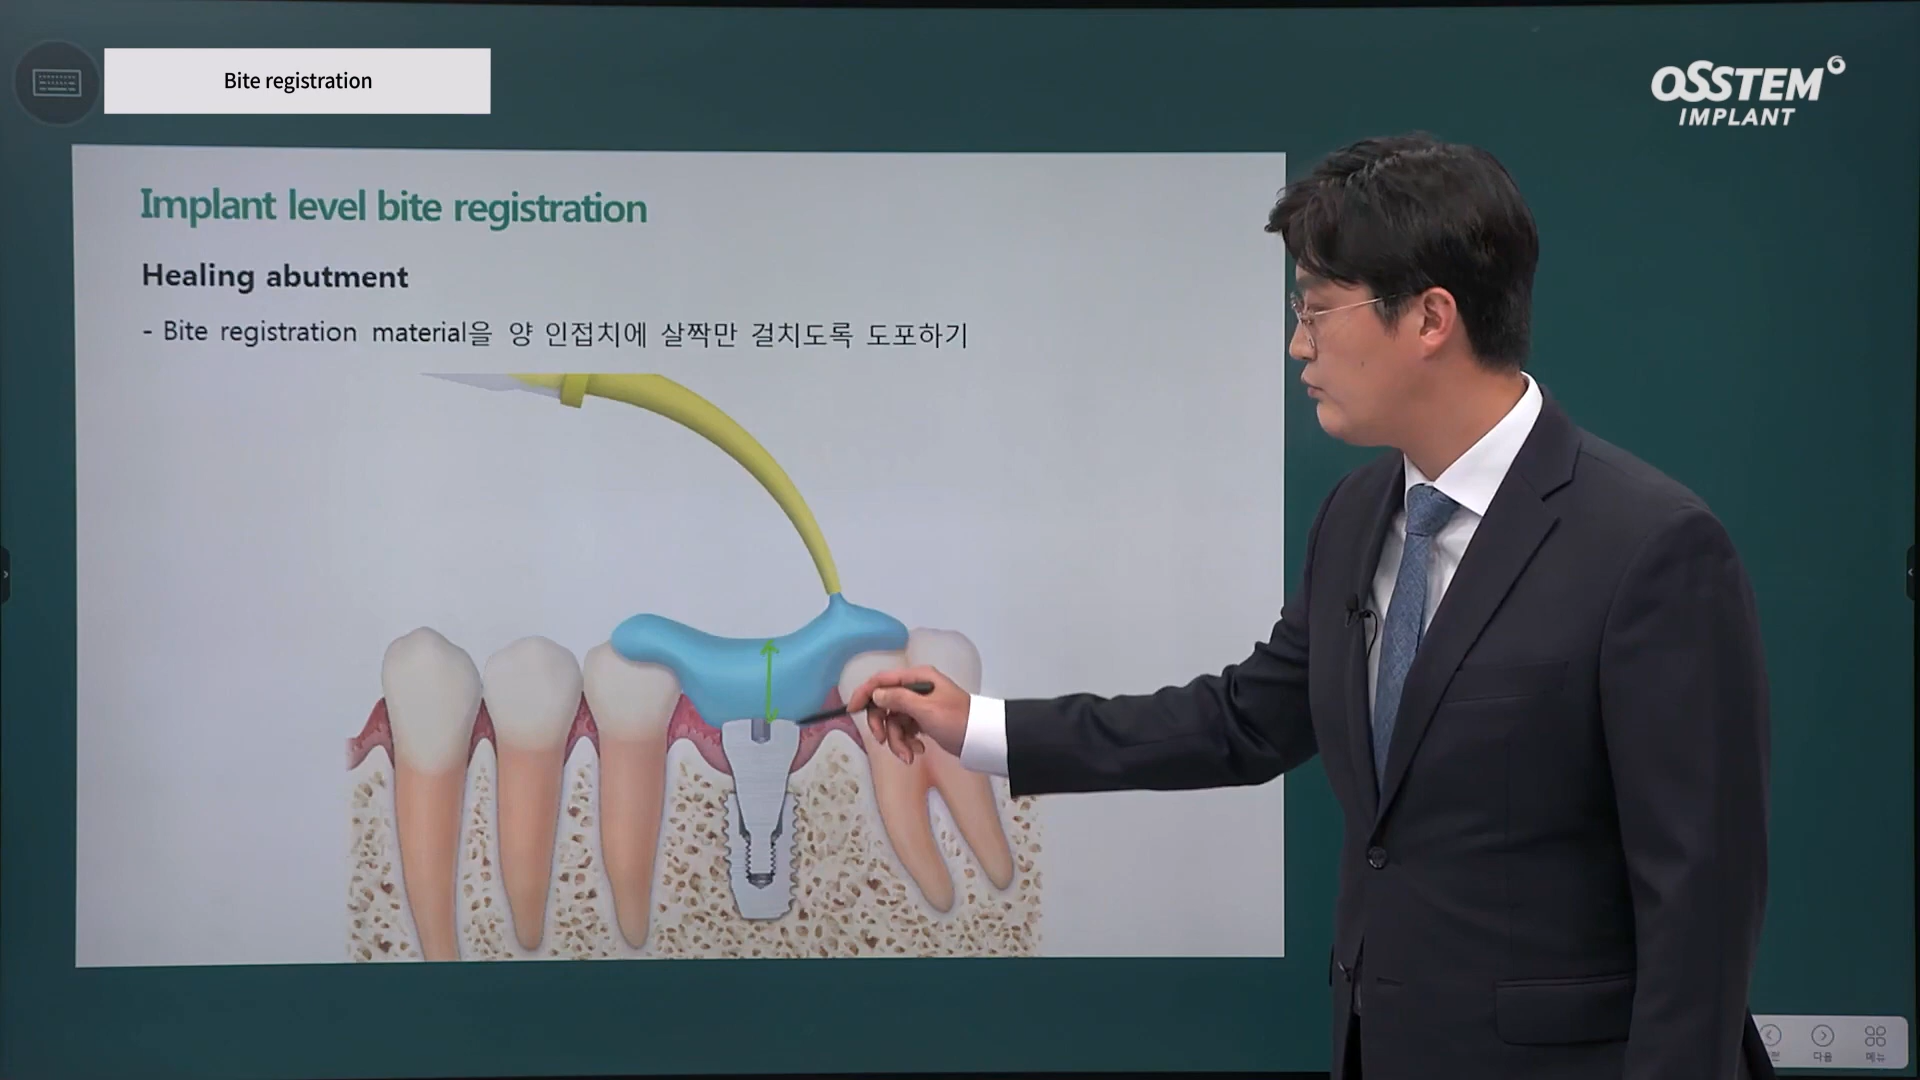 Bite registration
OSSTEM
IMPLANT
Implant level bite registration
Healing abutment
- Bite registration material을 양 인접치에 살짝만 걸치도록 도포하기
다음
메뉴